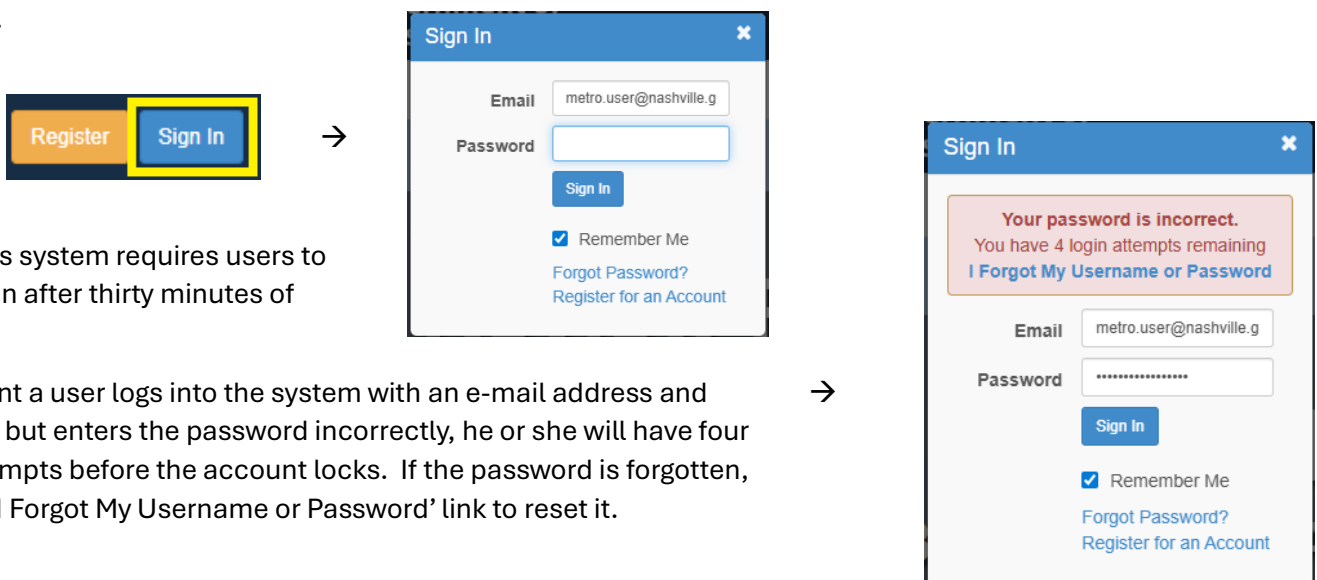 Register
Sign In
→
Sign In ✖
Email metro.user@nashville.g
Password
Sign In
Remember Me
Forgot Password?
Register for an Account
s system requires users to
n after thirty minutes of
nt a user logs into the system with an e-mail address and
but enters the password incorrectly, he or she will have four
empts before the account locks.  If the password is forgotten,
I Forgot My Username or Password’ link to reset it.
→
Sign In ✖
Your password is incorrect.
You have 4 login attempts remaining
I Forgot My Username or Password
Email metro.user@nashville.g
Password •••••••••••••••••
Sign In
Remember Me
Forgot Password?
Register for an Account